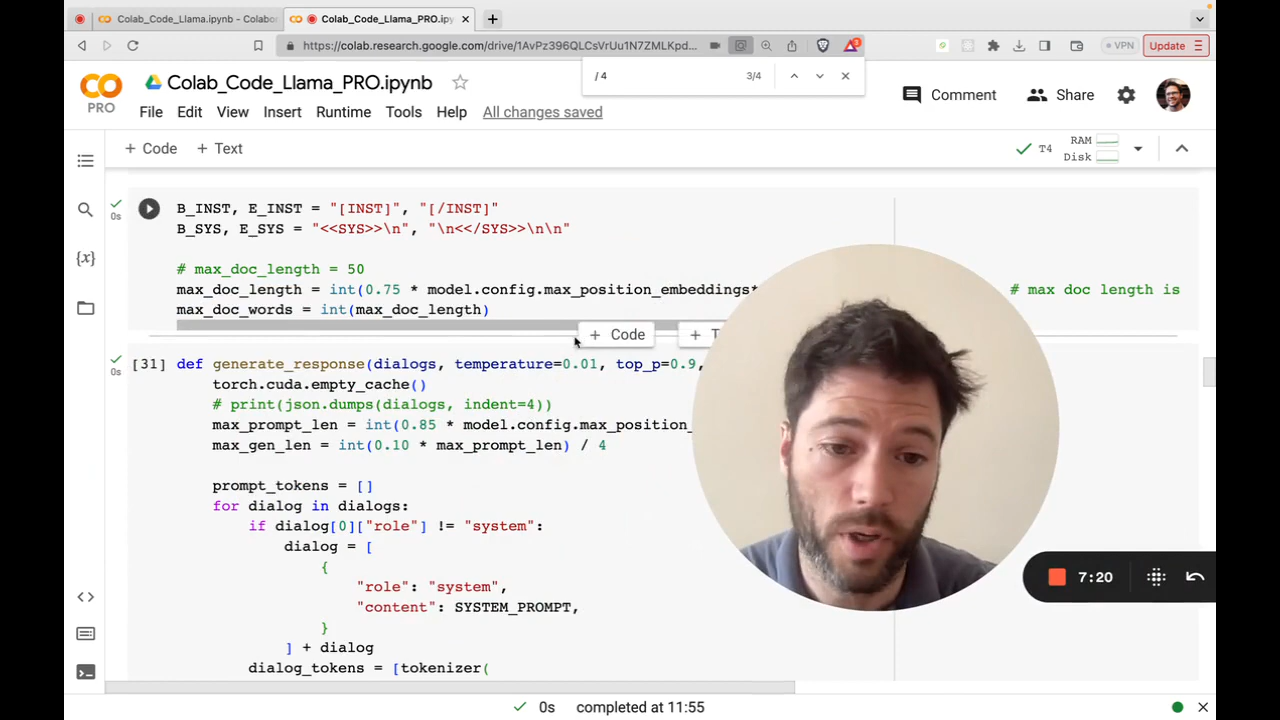 Colab_Code_Llama.ipynb - Colabo
Colab_Code_Llama_PRO.ipy
https://colab.research.google.com/drive/1AvPz396QLCsVrUu1N7ZMLKpd...
VPN
Update
/ 4
3/4
PRO
Colab_Code_Llama_PRO.ipynb
File Edit View Insert Runtime Tools Help All changes saved
Comment
Share
+ Code + Text
T4
RAM
Disk
0s
B_INST, E_INST = "[INST]", "[/INST]"
B_SYS, E_SYS = "<<SYS>>\n", "\n<</SYS>>\n\n"
# max_doc_length = 50
max_doc_length = int(0.75 * model.config.max_position_embeddings* # max doc length is
max_doc_words = int(max_doc_length)
+ Code + T
0s
[31] def generate_response(dialogs, temperature=0.01, top_p=0.9,
torch.cuda.empty_cache()
# print(json.dumps(dialogs, indent=4))
max_prompt_len = int(0.85 * model.config.max_position_
max_gen_len = int(0.10 * max_prompt_len) / 4
prompt_tokens = []
for dialog in dialogs:
if dialog[0]["role"] != "system":
dialog = [
{
"role": "system",
"content": SYSTEM_PROMPT,
}
] + dialog
dialog_tokens = [tokenizer(
7:20
0s completed at 11:55